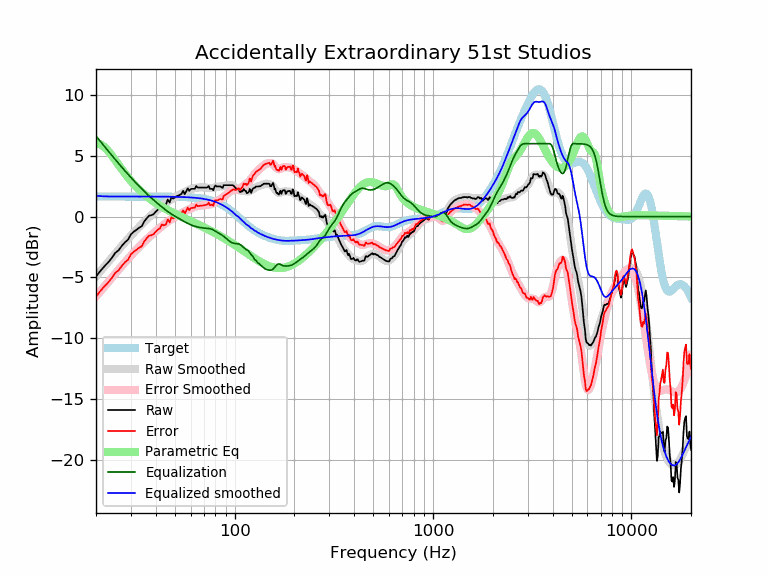 Accidentally Extraordinary 51st Studios
Amplitude (dBr)
10
5
0
−5
−10
−15
−20
Target
Raw Smoothed
Error Smoothed
Raw
Error
Parametric Eq
Equalization
Equalized smoothed
100
1000
10000
Frequency (Hz)